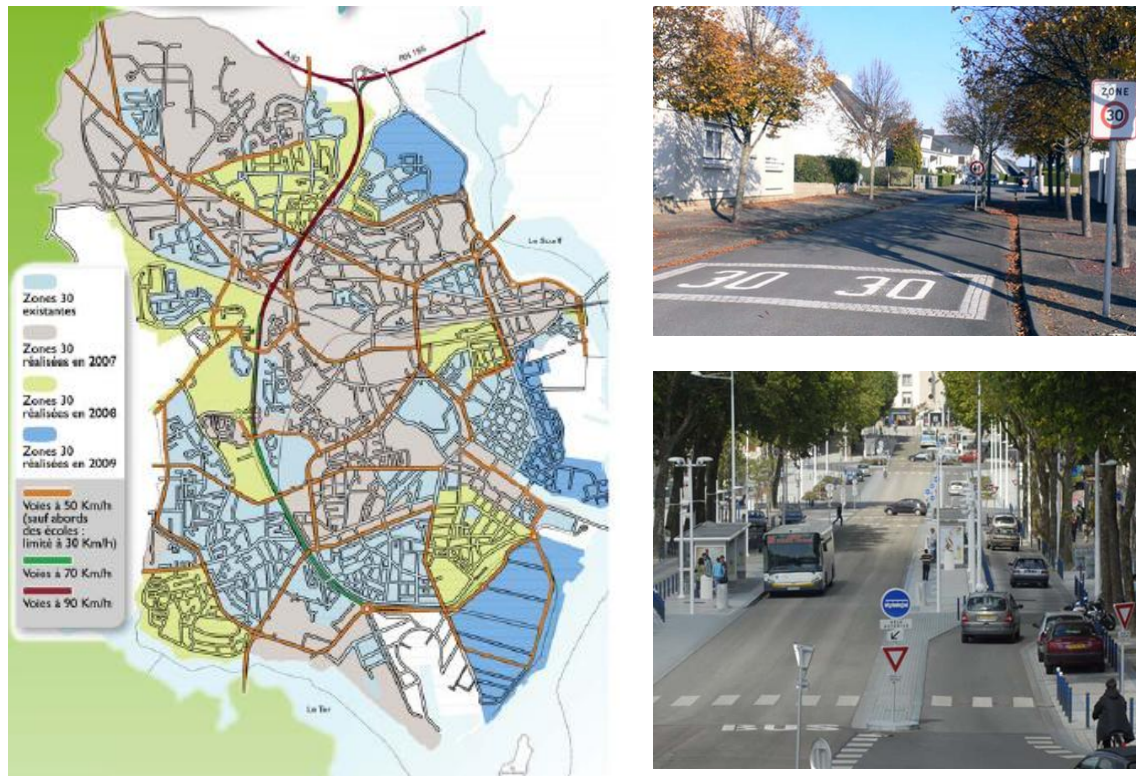 A 82
RN 165
Le Scorff
Zones 30
existantes
Zones 30
réalisées en 2007
Zones 30
réalisées en 2008
Zones 30
réalisées en 2009
Voies à 50 Km/h
(sauf abords
des écoles :
limité à 30 Km/h)
Voies à 70 Km/h
Voies à 90 Km/h
Le Ter
ZONE
30
30 30
BUS